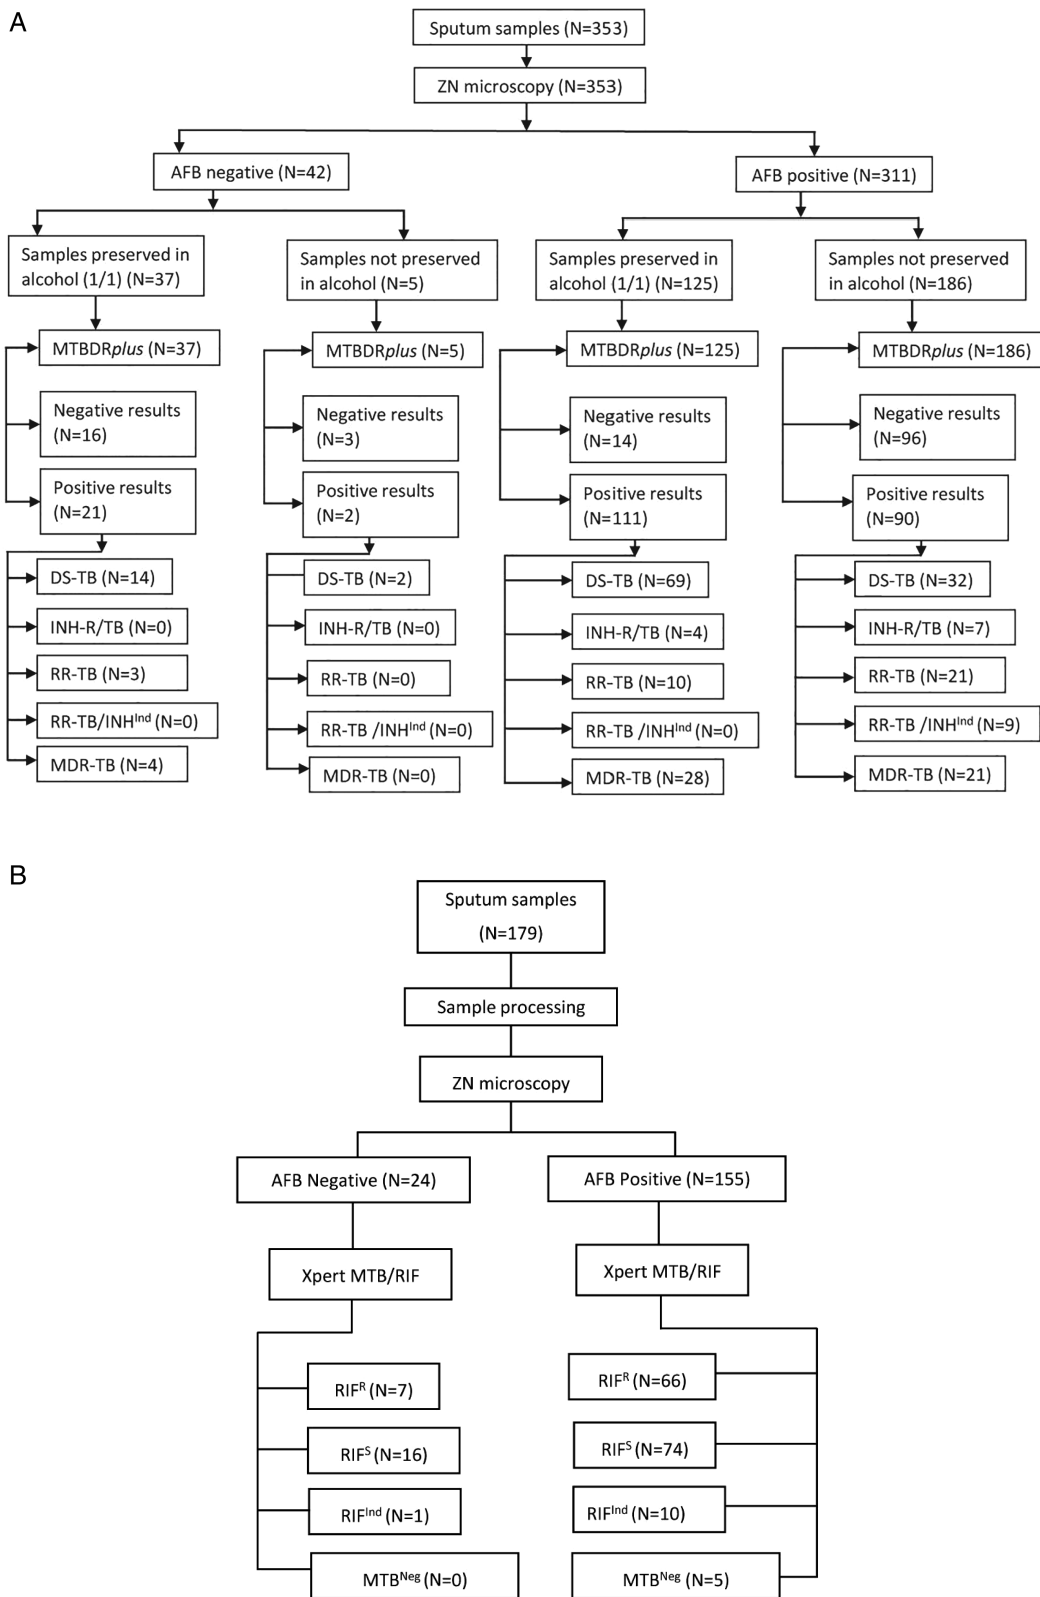 A
Sputum samples (N=353)
ZN microscopy (N=353)
AFB negative (N=42)
AFB positive (N=311)
Samples preserved in
alcohol (1/1) (N=37)
Samples not preserved
in alcohol (N=5)
Samples preserved in
alcohol (1/1) (N=125)
Samples not preserved
in alcohol (N=186)
MTBDRplus (N=37)
MTBDRplus (N=5)
MTBDRplus (N=125)
MTBDRplus (N=186)
Negative results
(N=16)
Negative results
(N=3)
Negative results
(N=14)
Negative results
(N=96)
Positive results
(N=21)
Positive results
(N=2)
Positive results
(N=111)
Positive results
(N=90)
DS-TB (N=14)
DS-TB (N=2)
DS-TB (N=69)
DS-TB (N=32)
INH-R/TB (N=0)
INH-R/TB (N=0)
INH-R/TB (N=4)
INH-R/TB (N=7)
RR-TB (N=3)
RR-TB (N=0)
RR-TB (N=10)
RR-TB (N=21)
RR-TB/INHInd (N=0)
RR-TB /INHInd (N=0)
RR-TB /INHInd (N=0)
RR-TB /INHInd (N=9)
MDR-TB (N=4)
MDR-TB (N=0)
MDR-TB (N=28)
MDR-TB (N=21)
B
Sputum samples
(N=179)
Sample processing
ZN microscopy
AFB Negative (N=24)
AFB Positive (N=155)
Xpert MTB/RIF
Xpert MTB/RIF
RIFR (N=7)
RIFR (N=66)
RIFS (N=16)
RIFS (N=74)
RIFInd (N=1)
RIFInd (N=10)
MTBNeg (N=0)
MTBNeg (N=5)